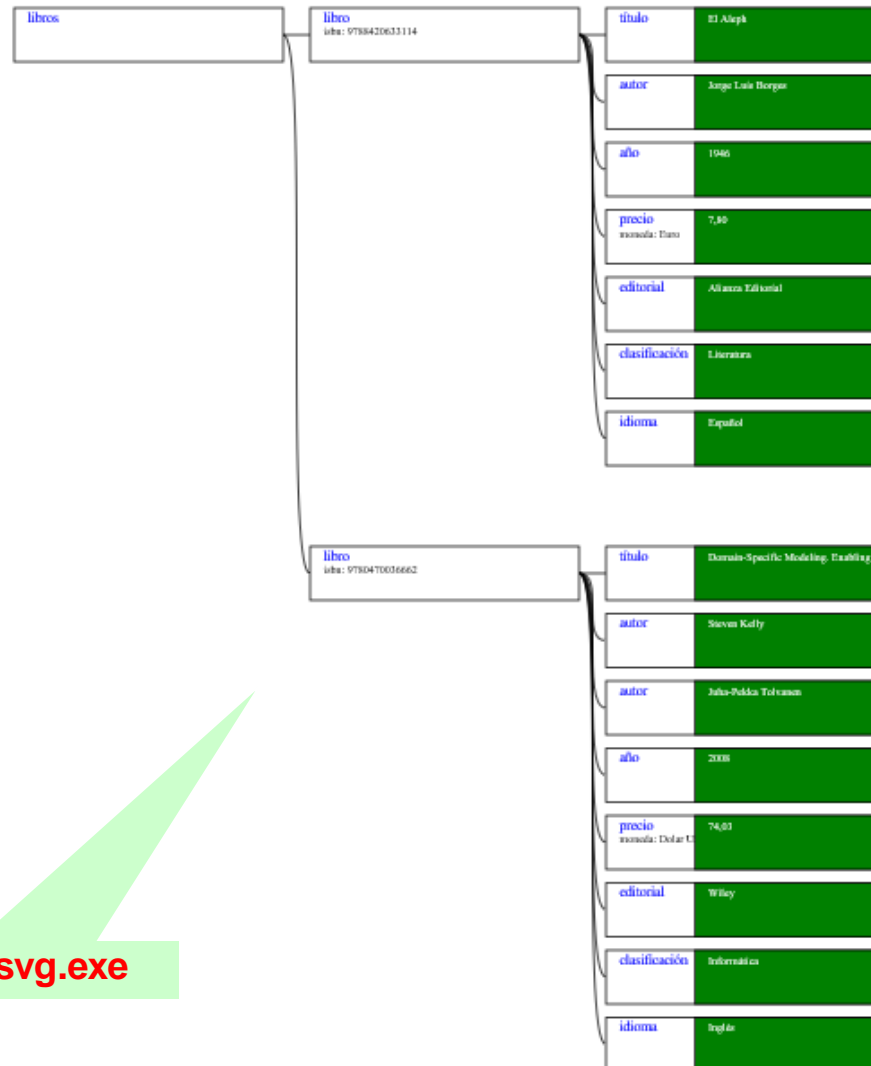 libros
libro
isbn: 9788420633114
título
El Aleph
autor
Jorge Luis Borges
año
1946
precio
moneda: Euro
7,80
editorial
Alianza Editorial
clasificación
Literatura
idioma
Español
libro
isbn: 9780470036662
título
Domain-Specific Modeling. Enabling
autor
Steven Kelly
autor
Juha-Pekka Tolvanen
año
2008
precio
moneda: Dolar U
74,03
editorial
Wiley
clasificación
Informática
idioma
Inglés
svg.exe